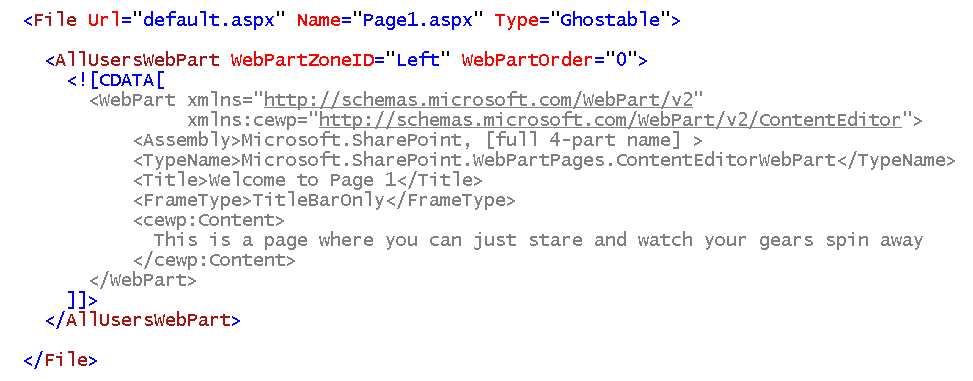 <File Url="default.aspx" Name="Page1.aspx" Type="Ghostable">
<AllUsersWebPart WebPartZoneID="Left" WebPartOrder="0">
<![CDATA[
<WebPart xmlns="http://schemas.microsoft.com/WebPart/v2"
xmlns:cewp="http://schemas.microsoft.com/WebPart/v2/ContentEditor">
<Assembly>Microsoft.SharePoint, [full 4-part name] >
<TypeName>Microsoft.SharePoint.WebPartPages.ContentEditorWebPart</TypeName>
<Title>Welcome to Page 1</Title>
<FrameType>TitleBarOnly</FrameType>
<cewp:Content>
This is a page where you can just stare and watch your gears spin away
</cewp:Content>
</WebPart>
]]>
</AllUsersWebPart>
</File>